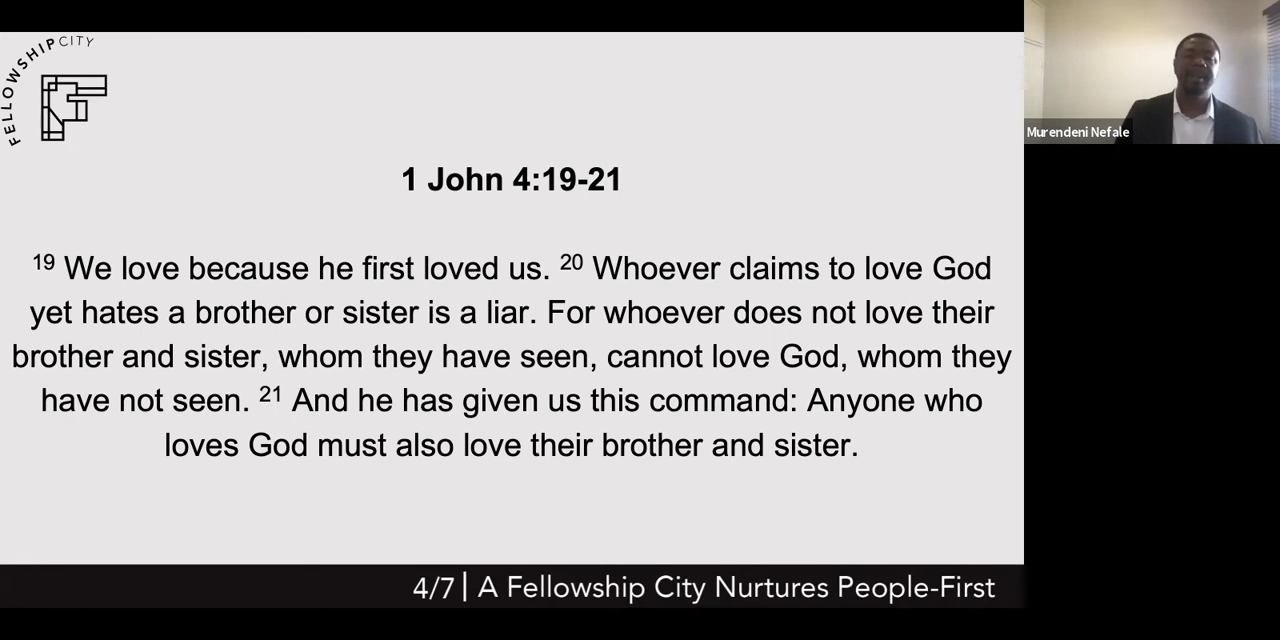 FELLOWSHIPCITY
1 John 4:19-21
19 We love because he first loved us. 20 Whoever claims to love God
yet hates a brother or sister is a liar. For whoever does not love their
brother and sister, whom they have seen, cannot love God, whom they
have not seen. 21 And he has given us this command: Anyone who
loves God must also love their brother and sister.
4/7| A Fellowship City Nurtures People-First
Murendeni Nefale